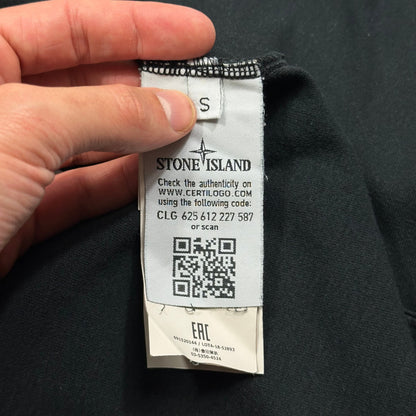 S
STONE ISLAND
Check the authenticity on
WWW.CERTILOGO.COM
using the following code:
CLG 625 612 227 587
or scan
EAC